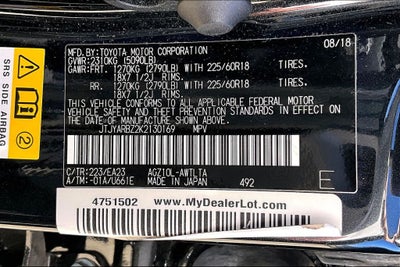 MFD.BY:TOYOTA MOTOR CORPORATION 08/18
GVWR:2310KG (5090LB)
GAWR:FRT. 1270KG (2790LB) WITH 225/60R18 TIRES.
18X7 1/2J RIMS.
RR. 1270KG (2790LB) WITH 225/60R18 TIRES.
18X7 1/2J RIMS.
THIS VEHICLE CONFORMS TO ALL APPLICABLE FEDERAL MOTOR
VEHICLE SAFETY AND THEFT PREVENTION STANDARDS IN EFFECT
ON THE DATE OF MANUFACTURE SHOWN ABOVE.
JTJYARBZ2K2130169 MPV
C/TR:223/EA23 AGZ10L-AWTLTA
A/TM:-01A/U661E MADE IN JAPAN 492 E
SRS SIDE AIRBAG
2
4751502 www.MyDealerLot.com